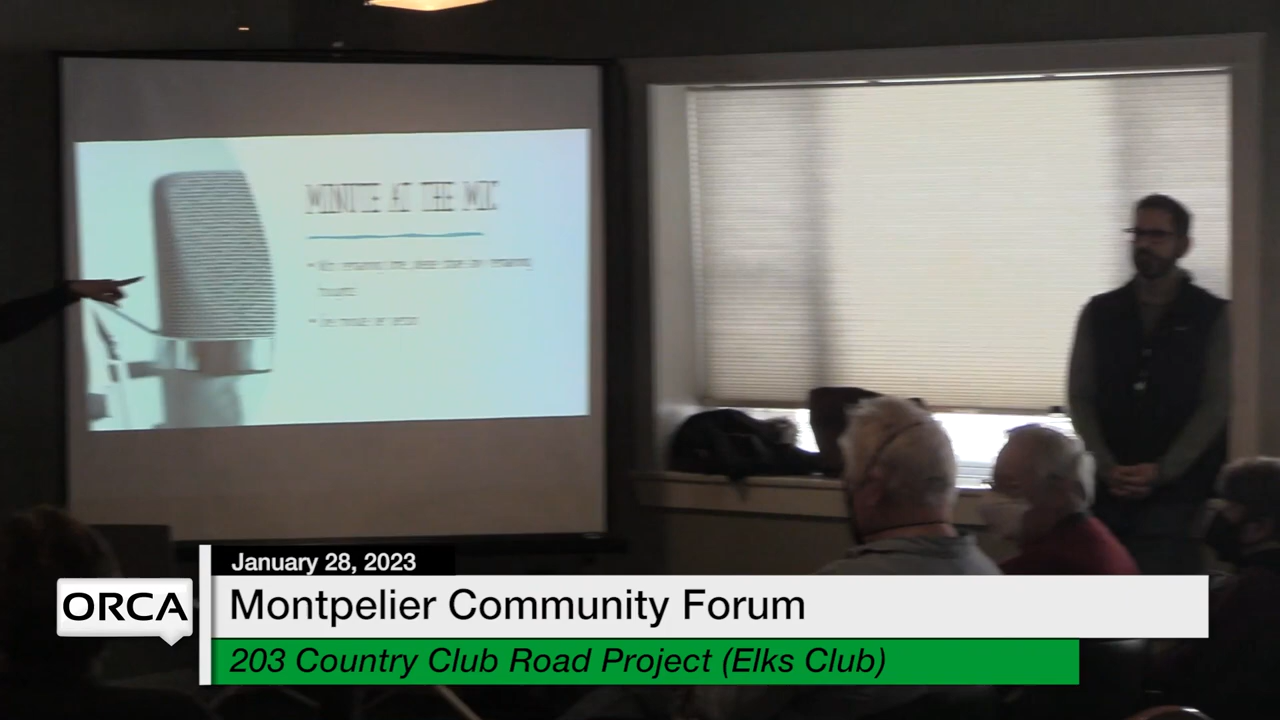 MINUTE AT THE MIC
January 28, 2023
ORCA
Montpelier Community Forum
203 Country Club Road Project (Elks Club)